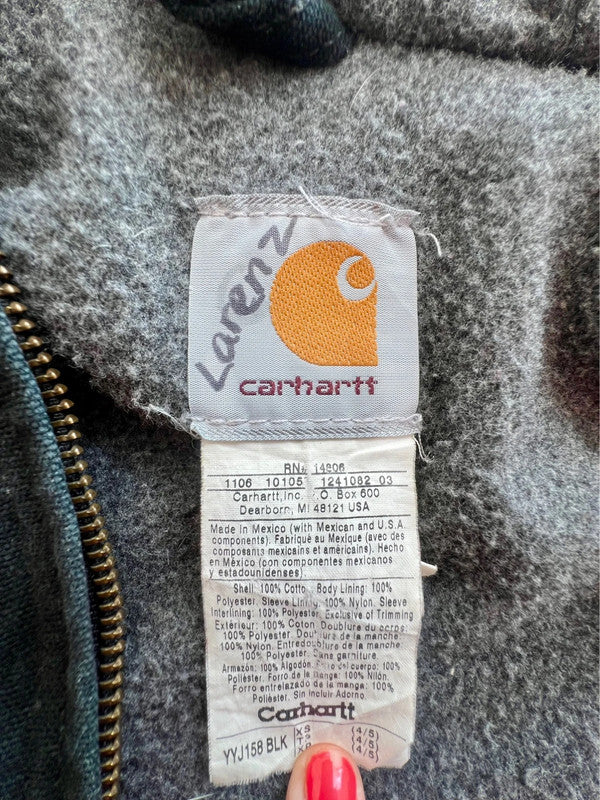 Larenz
carhartt
RN# 14806
1106 10105 1241082 03
Carhartt, Inc. P.O. Box 600
Dearborn, MI 48121 USA
Made in Mexico (with Mexican and U.S.A.
components). Fabriqué au Mexique (avec des
composants mexicains et américains). Hecho
en México (con componentes mexicanos
y estadounidenses).
Shell: 100% Cotton Body Lining: 100%
Polyester. Sleeve Lining: 100% Nylon. Sleeve
Interlining: 100% Polyester. Exclusive of Trimming
Extérieur: 100% Coton. Doublure du corps:
100% Polyester. Doublure de la manche:
100% Nylon. Entredoublure de la manche:
100% Polyester. Sans garniture.
Armazón: 100% Algodón. Forro del cuerpo: 100%
Poliéster. Forro de la manga: 100% Nilón.
Forro entrelazado de la manga: 100%
Poliéster. Sin Incluir Adorno.
Carhartt
YYJ158 BLK XS (4/5)
(4/5)
(4/5)